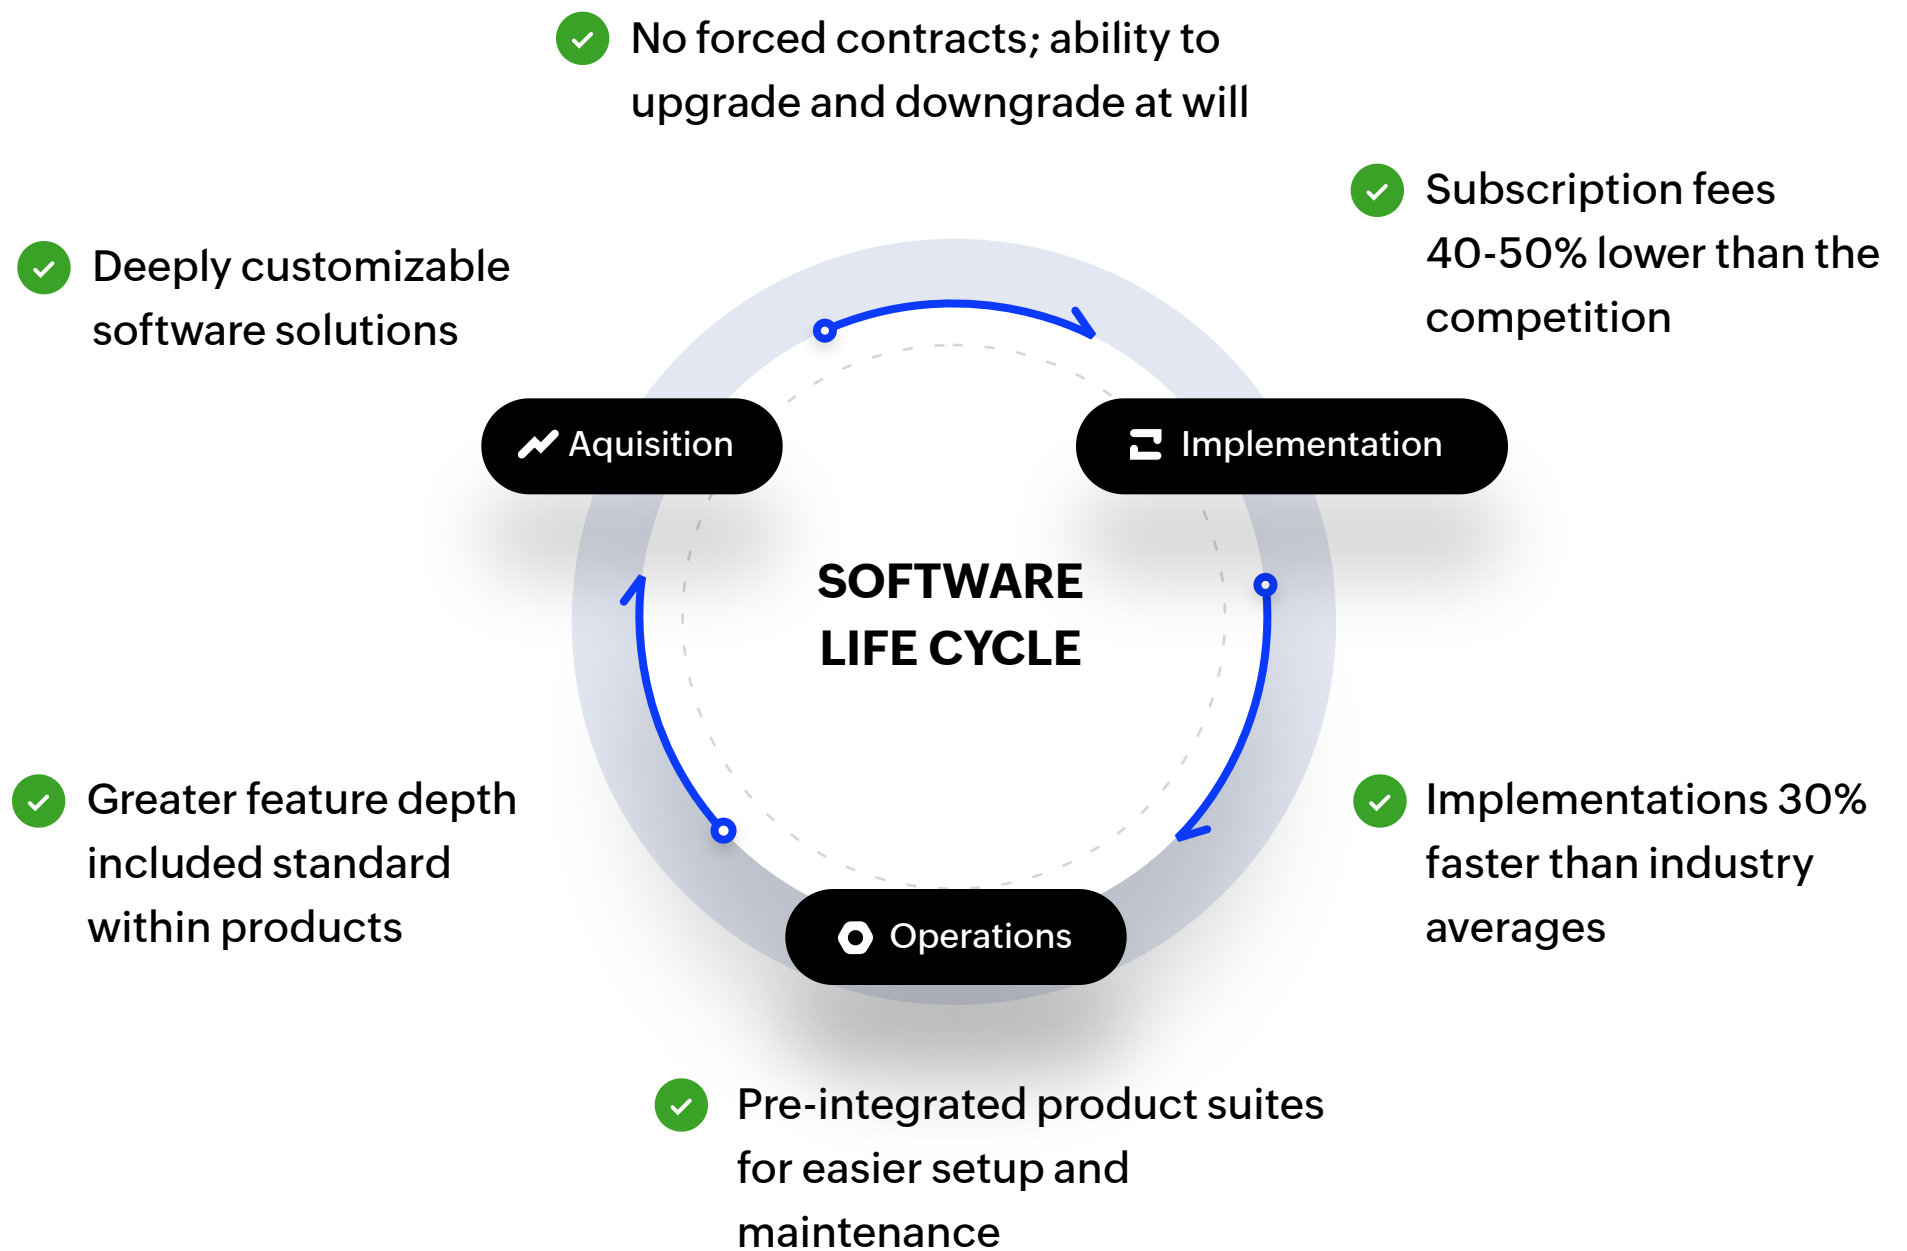 No forced contracts; ability to
upgrade and downgrade at will
Subscription fees
40-50% lower than the
competition
Deeply customizable
software solutions
Aquisition
Implementation
SOFTWARE
LIFE CYCLE
Greater feature depth
included standard
within products
Implementations 30%
faster than industry
averages
Operations
Pre-integrated product suites
for easier setup and
maintenance